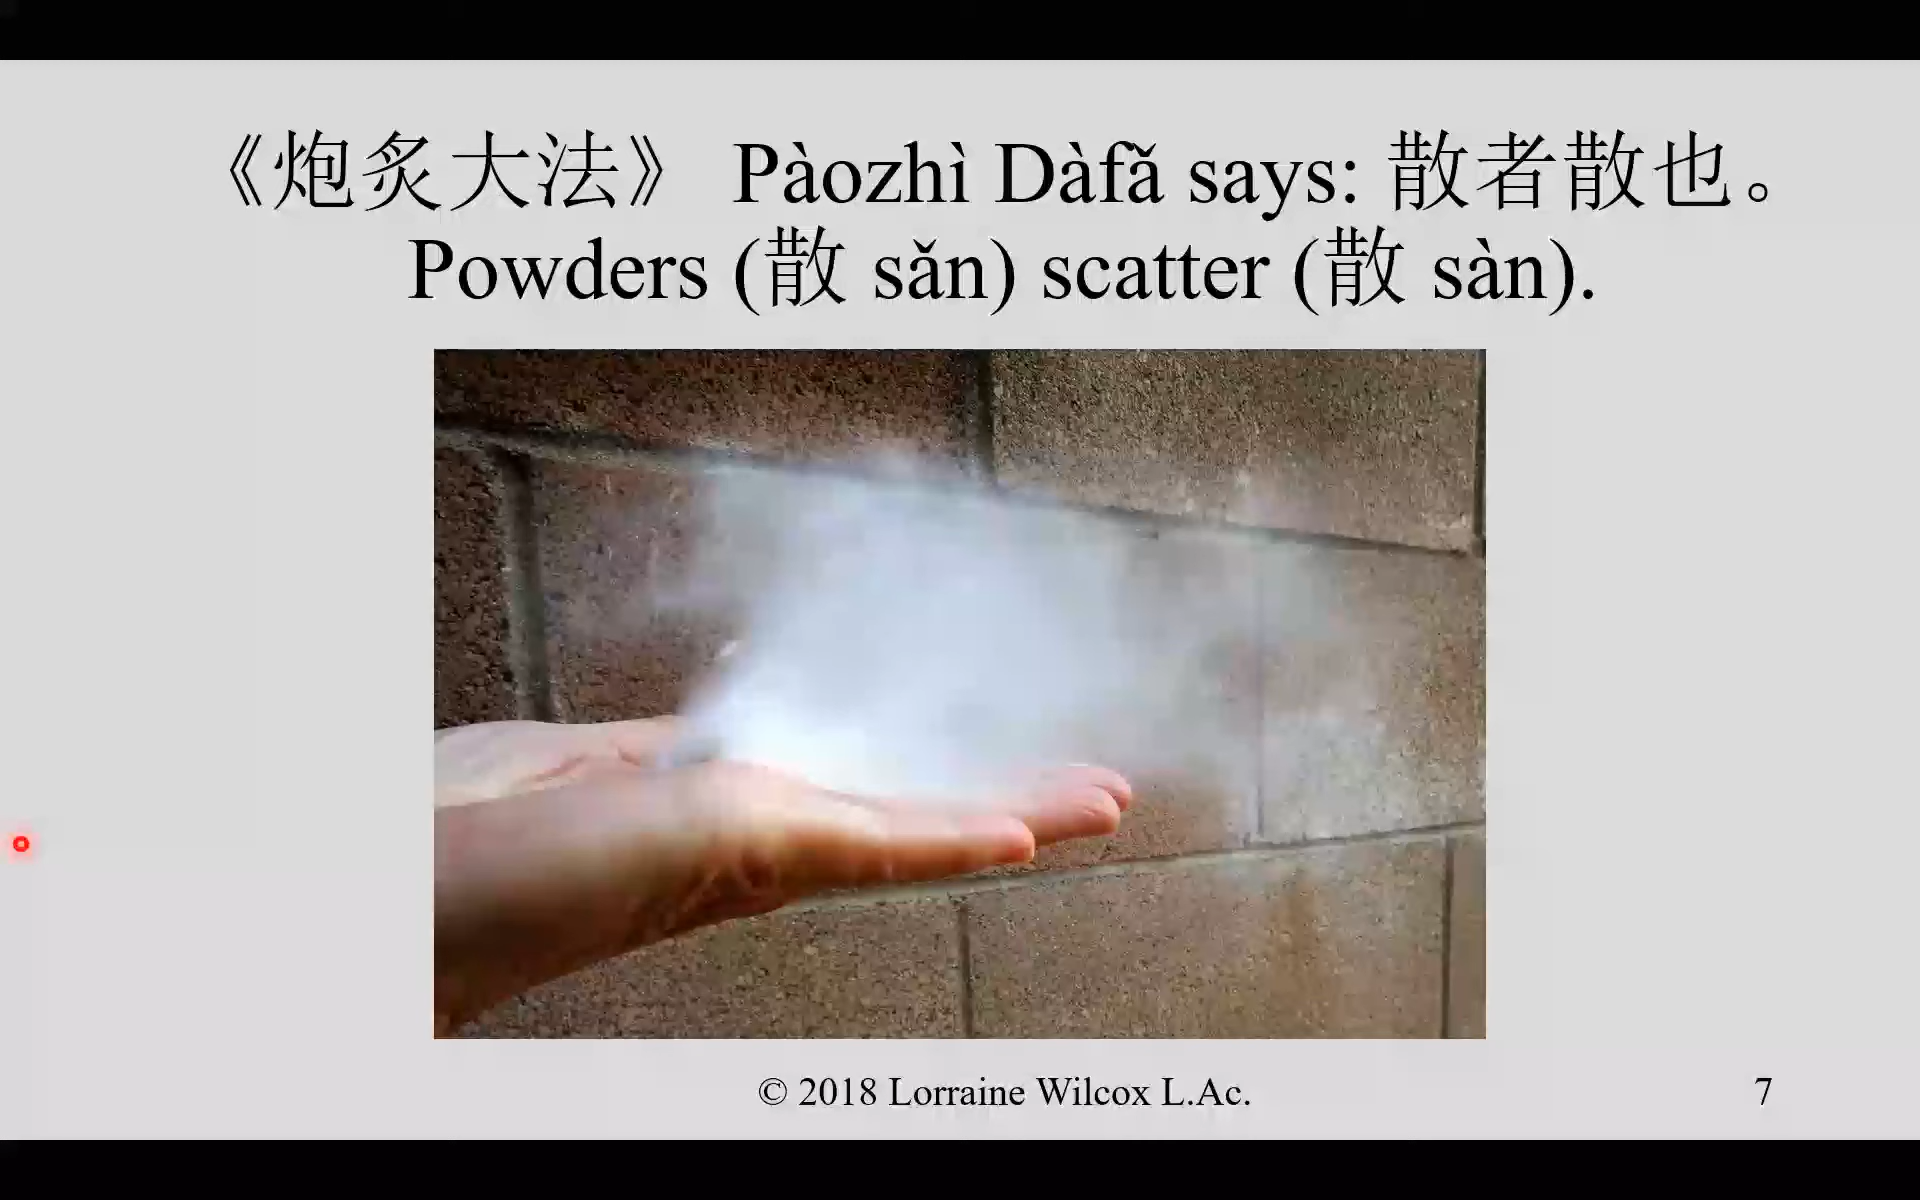 《炮炙大法》 Pàozhì Dàfǎ says: 散者散也。
Powders (散 sǎn) scatter (散 sàn).
© 2018 Lorraine Wilcox L.Ac.
7